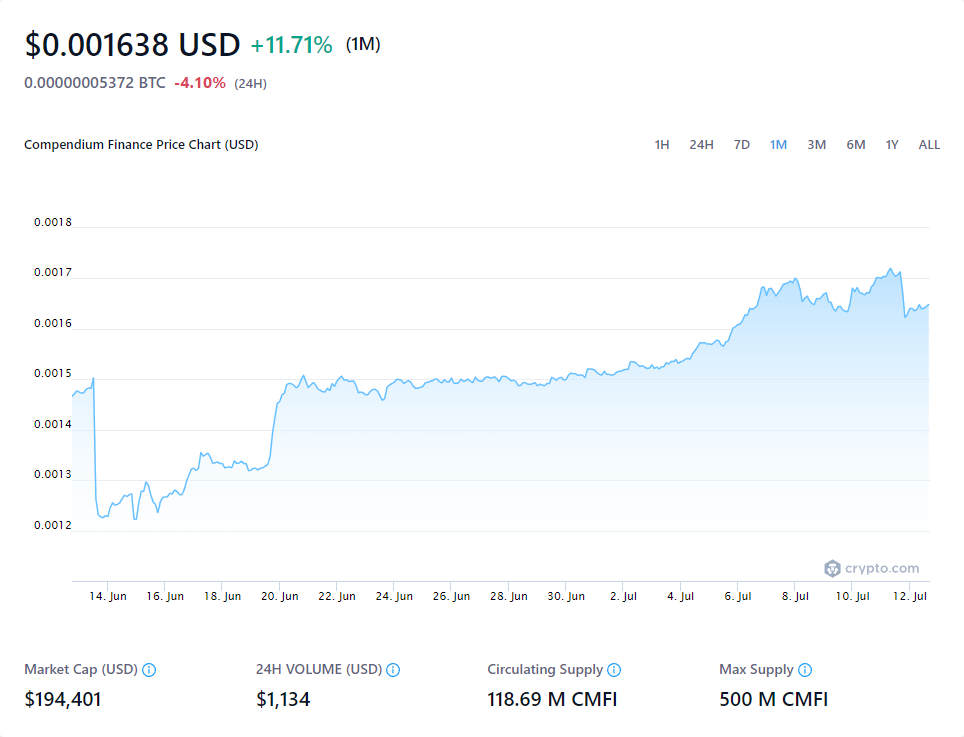 $0.001638 USD +11.71% (1M)
0.00000005372 BTC -4.10% (24H)
Compendium Finance Price Chart (USD) 1H 24H 7D 1M 3M 6M 1Y ALL
0.0018
0.0017
0.0016
0.0015
0.0014
0.0013
0.0012
crypto.com
14. Jun 16. Jun 18. Jun 20. Jun 22. Jun 24. Jun 26. Jun 28. Jun 30. Jun 2. Jul 4. Jul 6. Jul 8. Jul 10. Jul 12. Jul
Market Cap (USD) 24H VOLUME (USD) Circulating Supply Max Supply
$194,401 $1,134 118.69 M CMFI 500 M CMFI